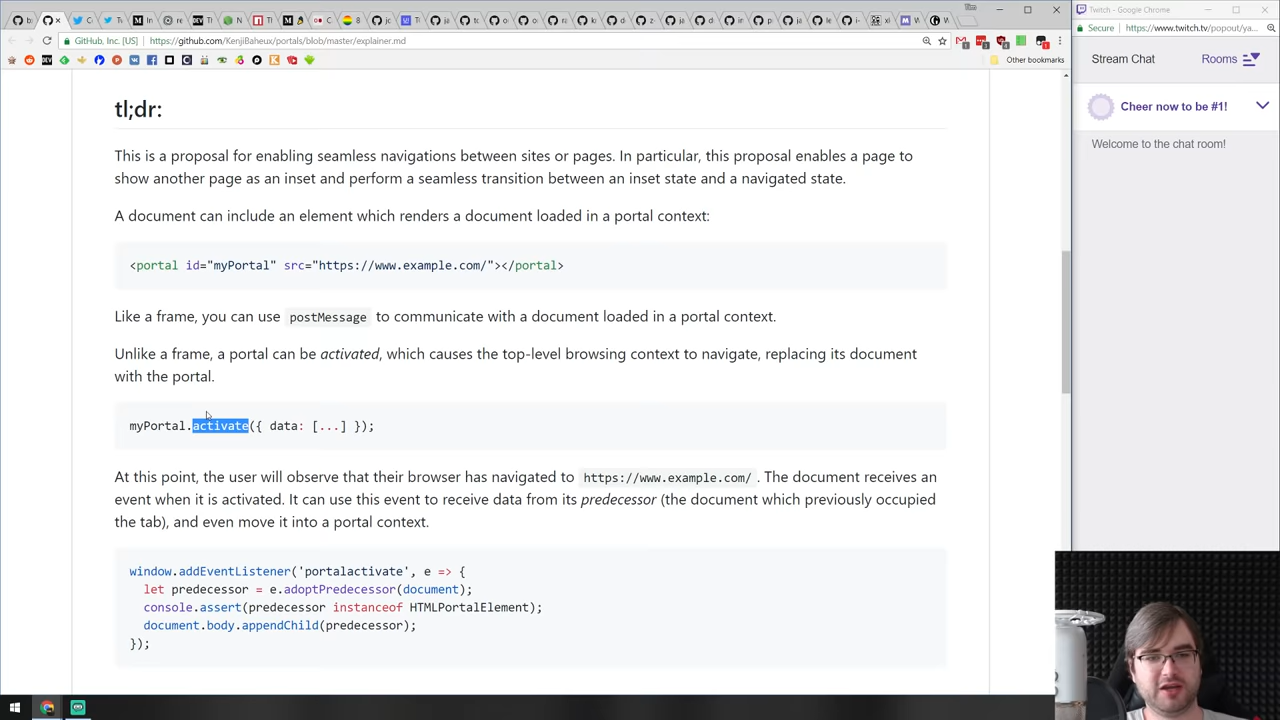 Twitch - Google Chrome
GitHub, Inc. [US]
https://github.com/KenjiBaheux/portals/blob/master/explainer.md
Secure
https://www.twitch.tv/popout/ya...
Other bookmarks
Stream Chat
Rooms
Cheer now to be #1!
Welcome to the chat room!
tl;dr:
This is a proposal for enabling seamless navigations between sites or pages. In particular, this proposal enables a page to
show another page as an inset and perform a seamless transition between an inset state and a navigated state.
A document can include an element which renders a document loaded in a portal context:
<portal id="myPortal" src="https://www.example.com/"></portal>
Like a frame, you can use postMessage to communicate with a document loaded in a portal context.
Unlike a frame, a portal can be activated, which causes the top-level browsing context to navigate, replacing its document
with the portal.
myPortal.activate({ data: [...] });
At this point, the user will observe that their browser has navigated to https://www.example.com/ . The document receives an
event when it is activated. It can use this event to receive data from its predecessor (the document which previously occupied
the tab), and even move it into a portal context.
window.addEventListener('portalactivate', e => {
let predecessor = e.adoptPredecessor(document);
console.assert(predecessor instanceof HTMLPortalElement);
document.body.appendChild(predecessor);
});